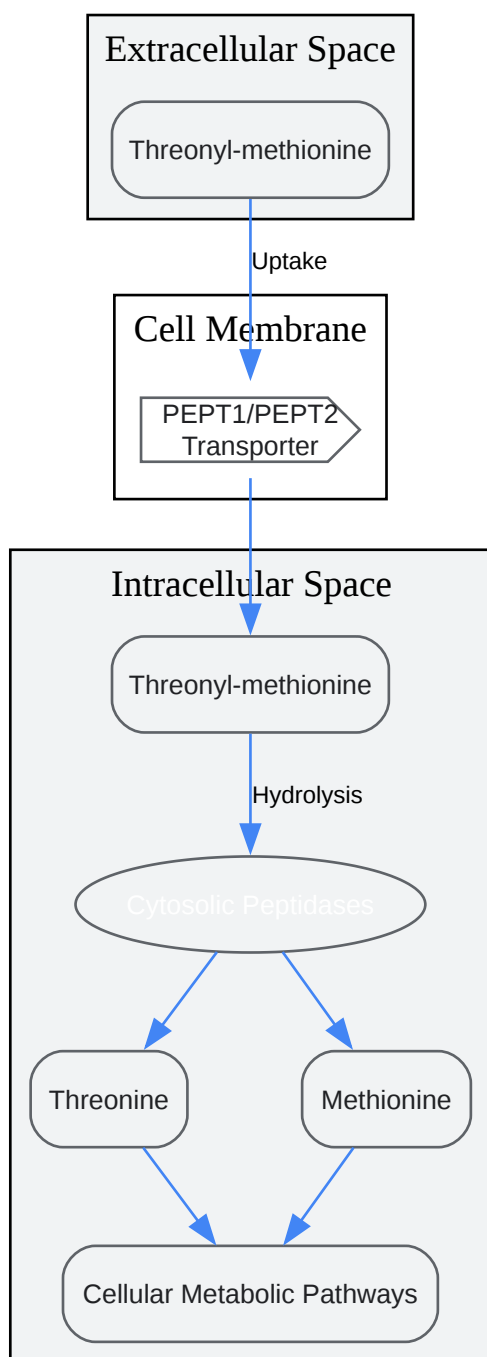 Extracellular Space
Threonyl-methionine
Uptake
Cell Membrane
PEPT1/PEPT2
Transporter
Intracellular Space
Threonyl-methionine
Hydrolysis
Cytosolic Peptidases
Threonine
Methionine
Cellular Metabolic Pathways